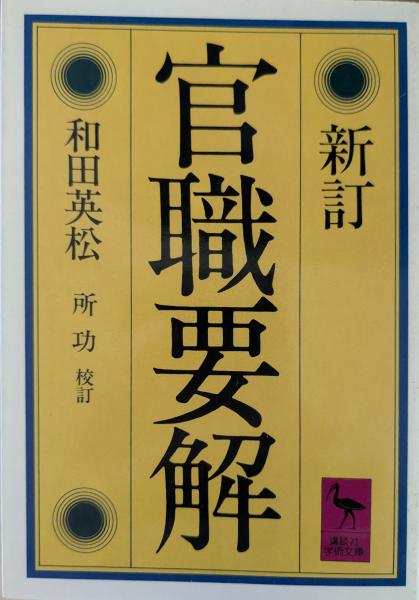 新訂
官職要解
和田英松
所功 校訂
講談社
学術文庫